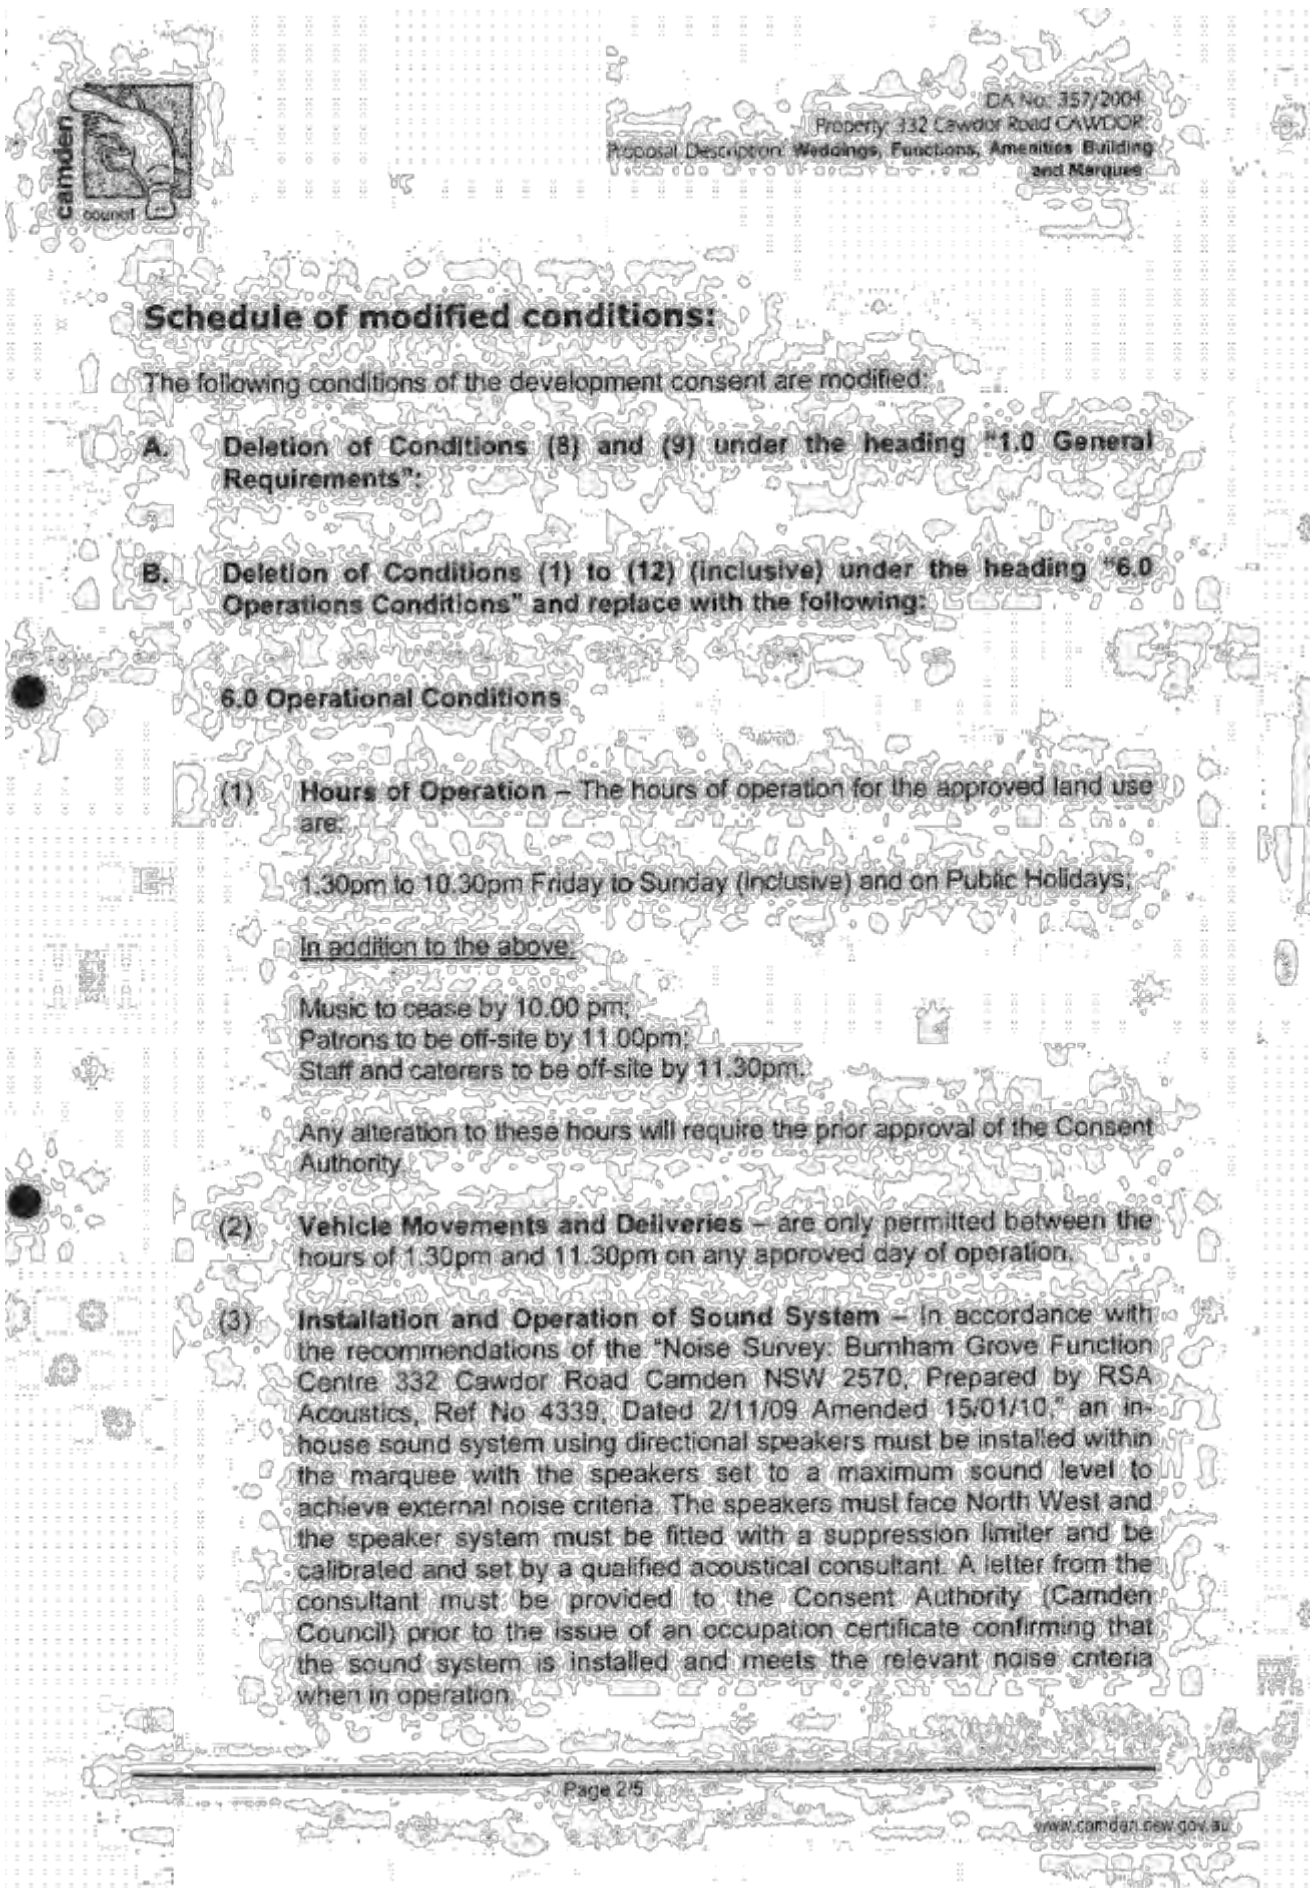 camden
council
DA No: 357/2004
Property: 332 Cawdor Road CAWDOR
Proposal Description: Weddings, Functions, Amenities Building
and Marquee
Schedule of modified conditions:
The following conditions of the development consent are modified:
A. Deletion of Conditions (8) and (9) under the heading "1.0 General
Requirements";
B. Deletion of Conditions (1) to (12) (inclusive) under the heading "6.0
Operations Conditions" and replace with the following:
6.0 Operational Conditions
(1) Hours of Operation – The hours of operation for the approved land use
are:
1.30pm to 10.30pm Friday to Sunday (inclusive) and on Public Holidays;
In addition to the above:
Music to cease by 10.00 pm;
Patrons to be off-site by 11.00pm;
Staff and caterers to be off-site by 11.30pm.
Any alteration to these hours will require the prior approval of the Consent
Authority.
(2) Vehicle Movements and Deliveries – are only permitted between the
hours of 1.30pm and 11.30pm on any approved day of operation.
(3) Installation and Operation of Sound System – In accordance with
the recommendations of the "Noise Survey: Burnham Grove Function
Centre 332 Cawdor Road Camden NSW 2570, Prepared by RSA
Acoustics, Ref No 4339, Dated 2/11/09 Amended 15/01/10," an in-
house sound system using directional speakers must be installed within
the marquee with the speakers set to a maximum sound level to
achieve external noise criteria. The speakers must face North West and
the speaker system must be fitted with a suppression limiter and be
calibrated and set by a qualified acoustical consultant. A letter from the
consultant must be provided to the Consent Authority (Camden
Council) prior to the issue of an occupation certificate confirming that
the sound system is installed and meets the relevant noise criteria
when in operation.
Page 2/5
www.camden.nsw.gov.au